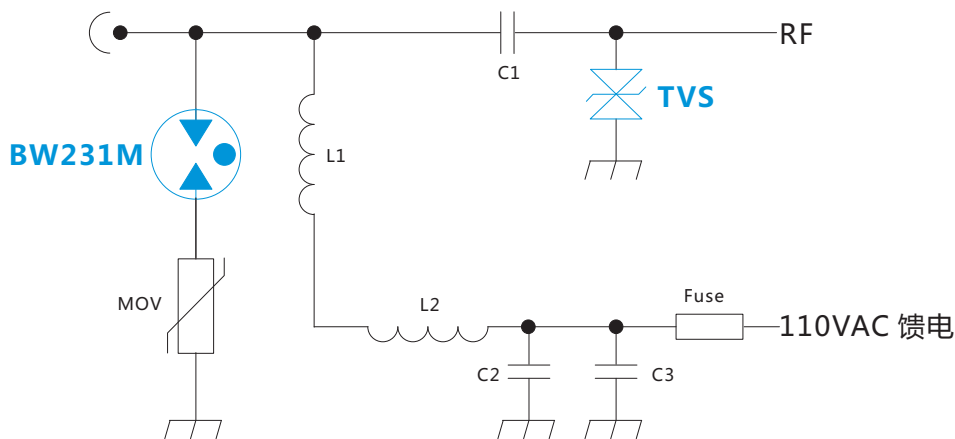 RF
C1
TVS
BW231M
L1
MOV
L2
Fuse
110VAC 馈电
C2
C3